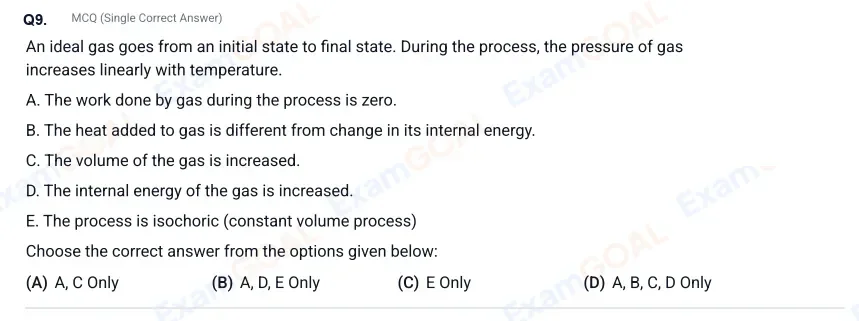 Q9. MCQ (Single Correct Answer)
An ideal gas goes from an initial state to final state. During the process, the pressure of gas
increases linearly with temperature.
A. The work done by gas during the process is zero.
B. The heat added to gas is different from change in its internal energy.
C. The volume of the gas is increased.
D. The internal energy of the gas is increased.
E. The process is isochoric (constant volume process)
Choose the correct answer from the options given below:
(A) A, C Only (B) A, D, E Only (C) E Only (D) A, B, C, D Only
ExamGOAL